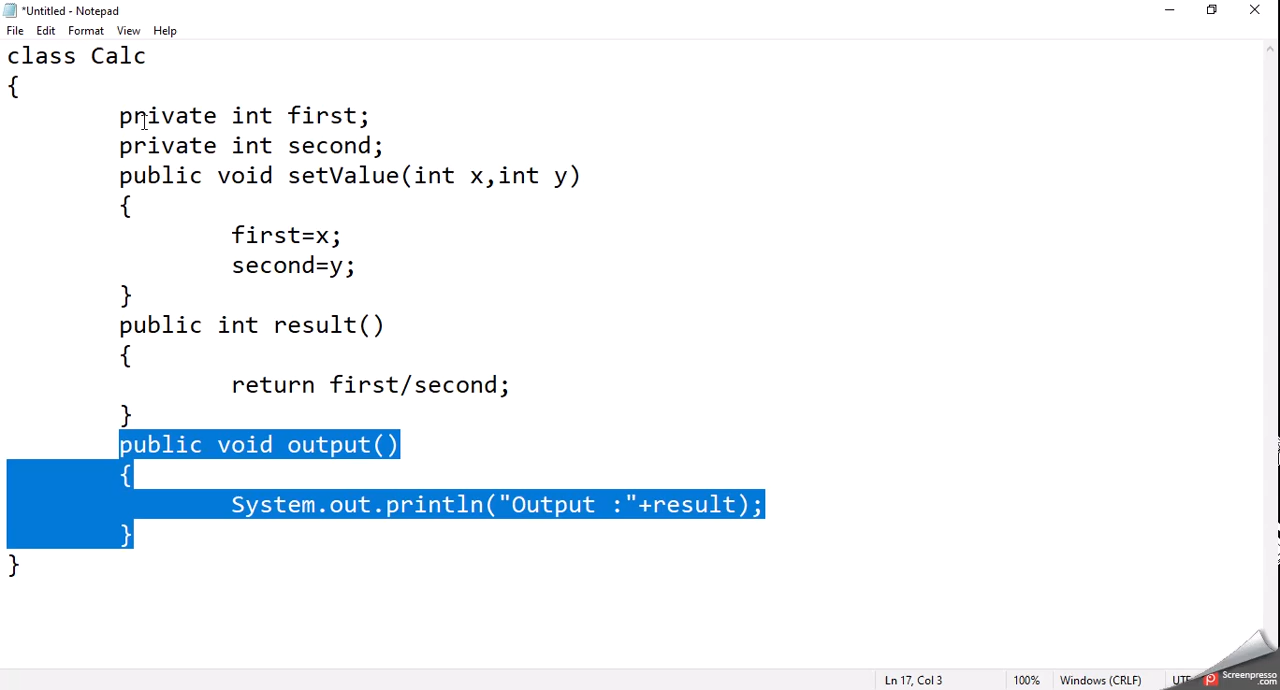 *Untitled - Notepad
File Edit Format View Help
class Calc
{
private int first;
private int second;
public void setValue(int x,int y)
{
first=x;
second=y;
}
public int result()
{
return first/second;
}
public void output()
{
System.out.println("Output :"+result);
}
}
Ln 17, Col 3 100% Windows (CRLF) UTF
Screenpresso
.com